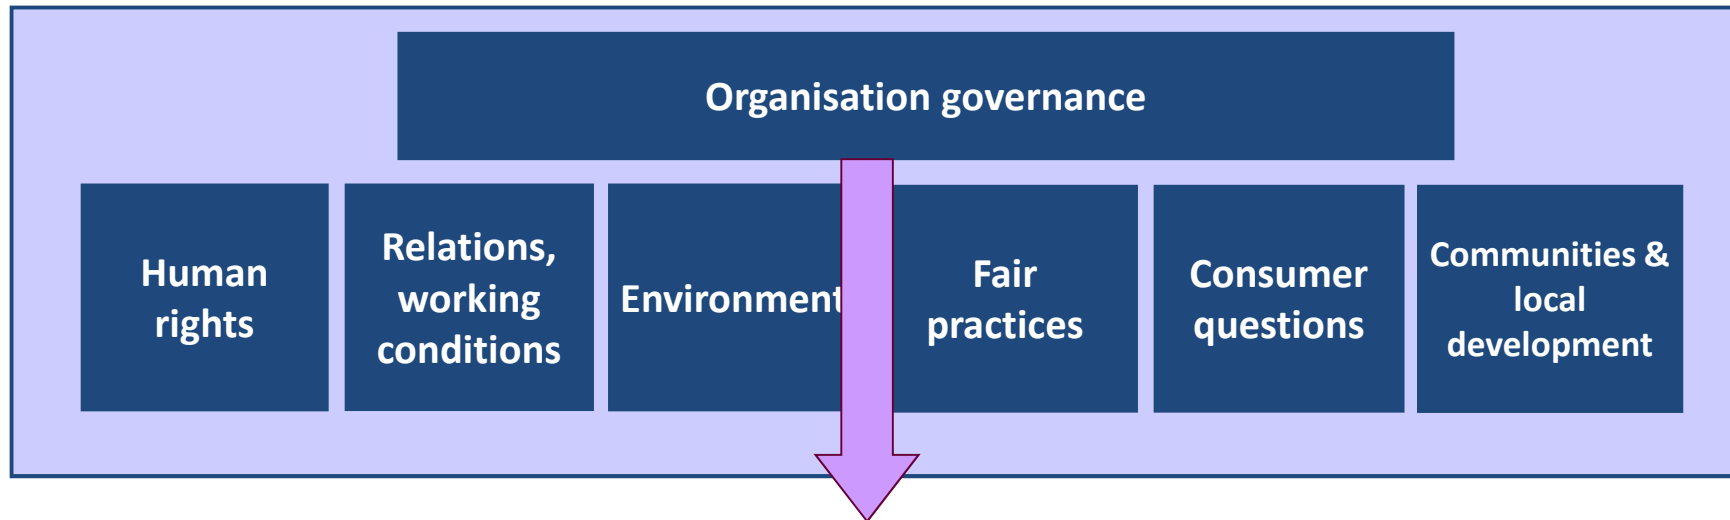 Organisation governance
Human
rights
Relations,
working
conditions
Environment
Fair
practices
Consumer
questions
Communities &
local
development